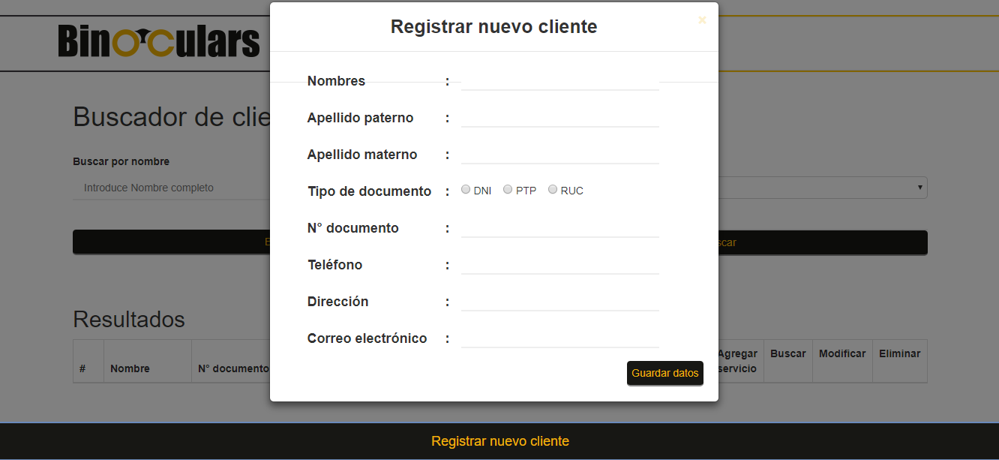 Binoculars
Registrar nuevo cliente
×
Nombres :
Apellido paterno :
Apellido materno :
Tipo de documento : DNI PTP RUC
N° documento :
Teléfono :
Dirección :
Correo electrónico :
Guardar datos
Buscador de clie
Buscar por nombre
Introduce Nombre completo
scar
Resultados
# Nombre N° documento Agregar servicio Buscar Modificar Eliminar
Registrar nuevo cliente